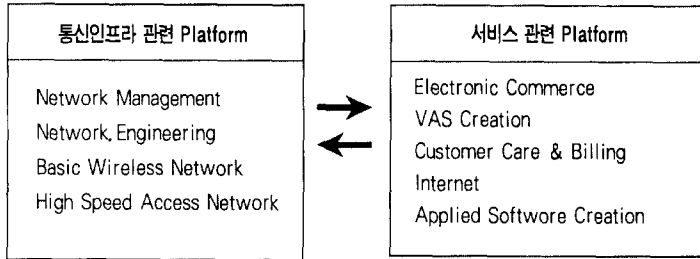 통신인프라 관련 Platform
Network Management
Network, Engineering
Basic Wireless Network
High Speed Access Network
서비스 관련 Platform
Electronic Commerce
VAS Creation
Customer Care & Billing
Internet
Applied Softwore Creation